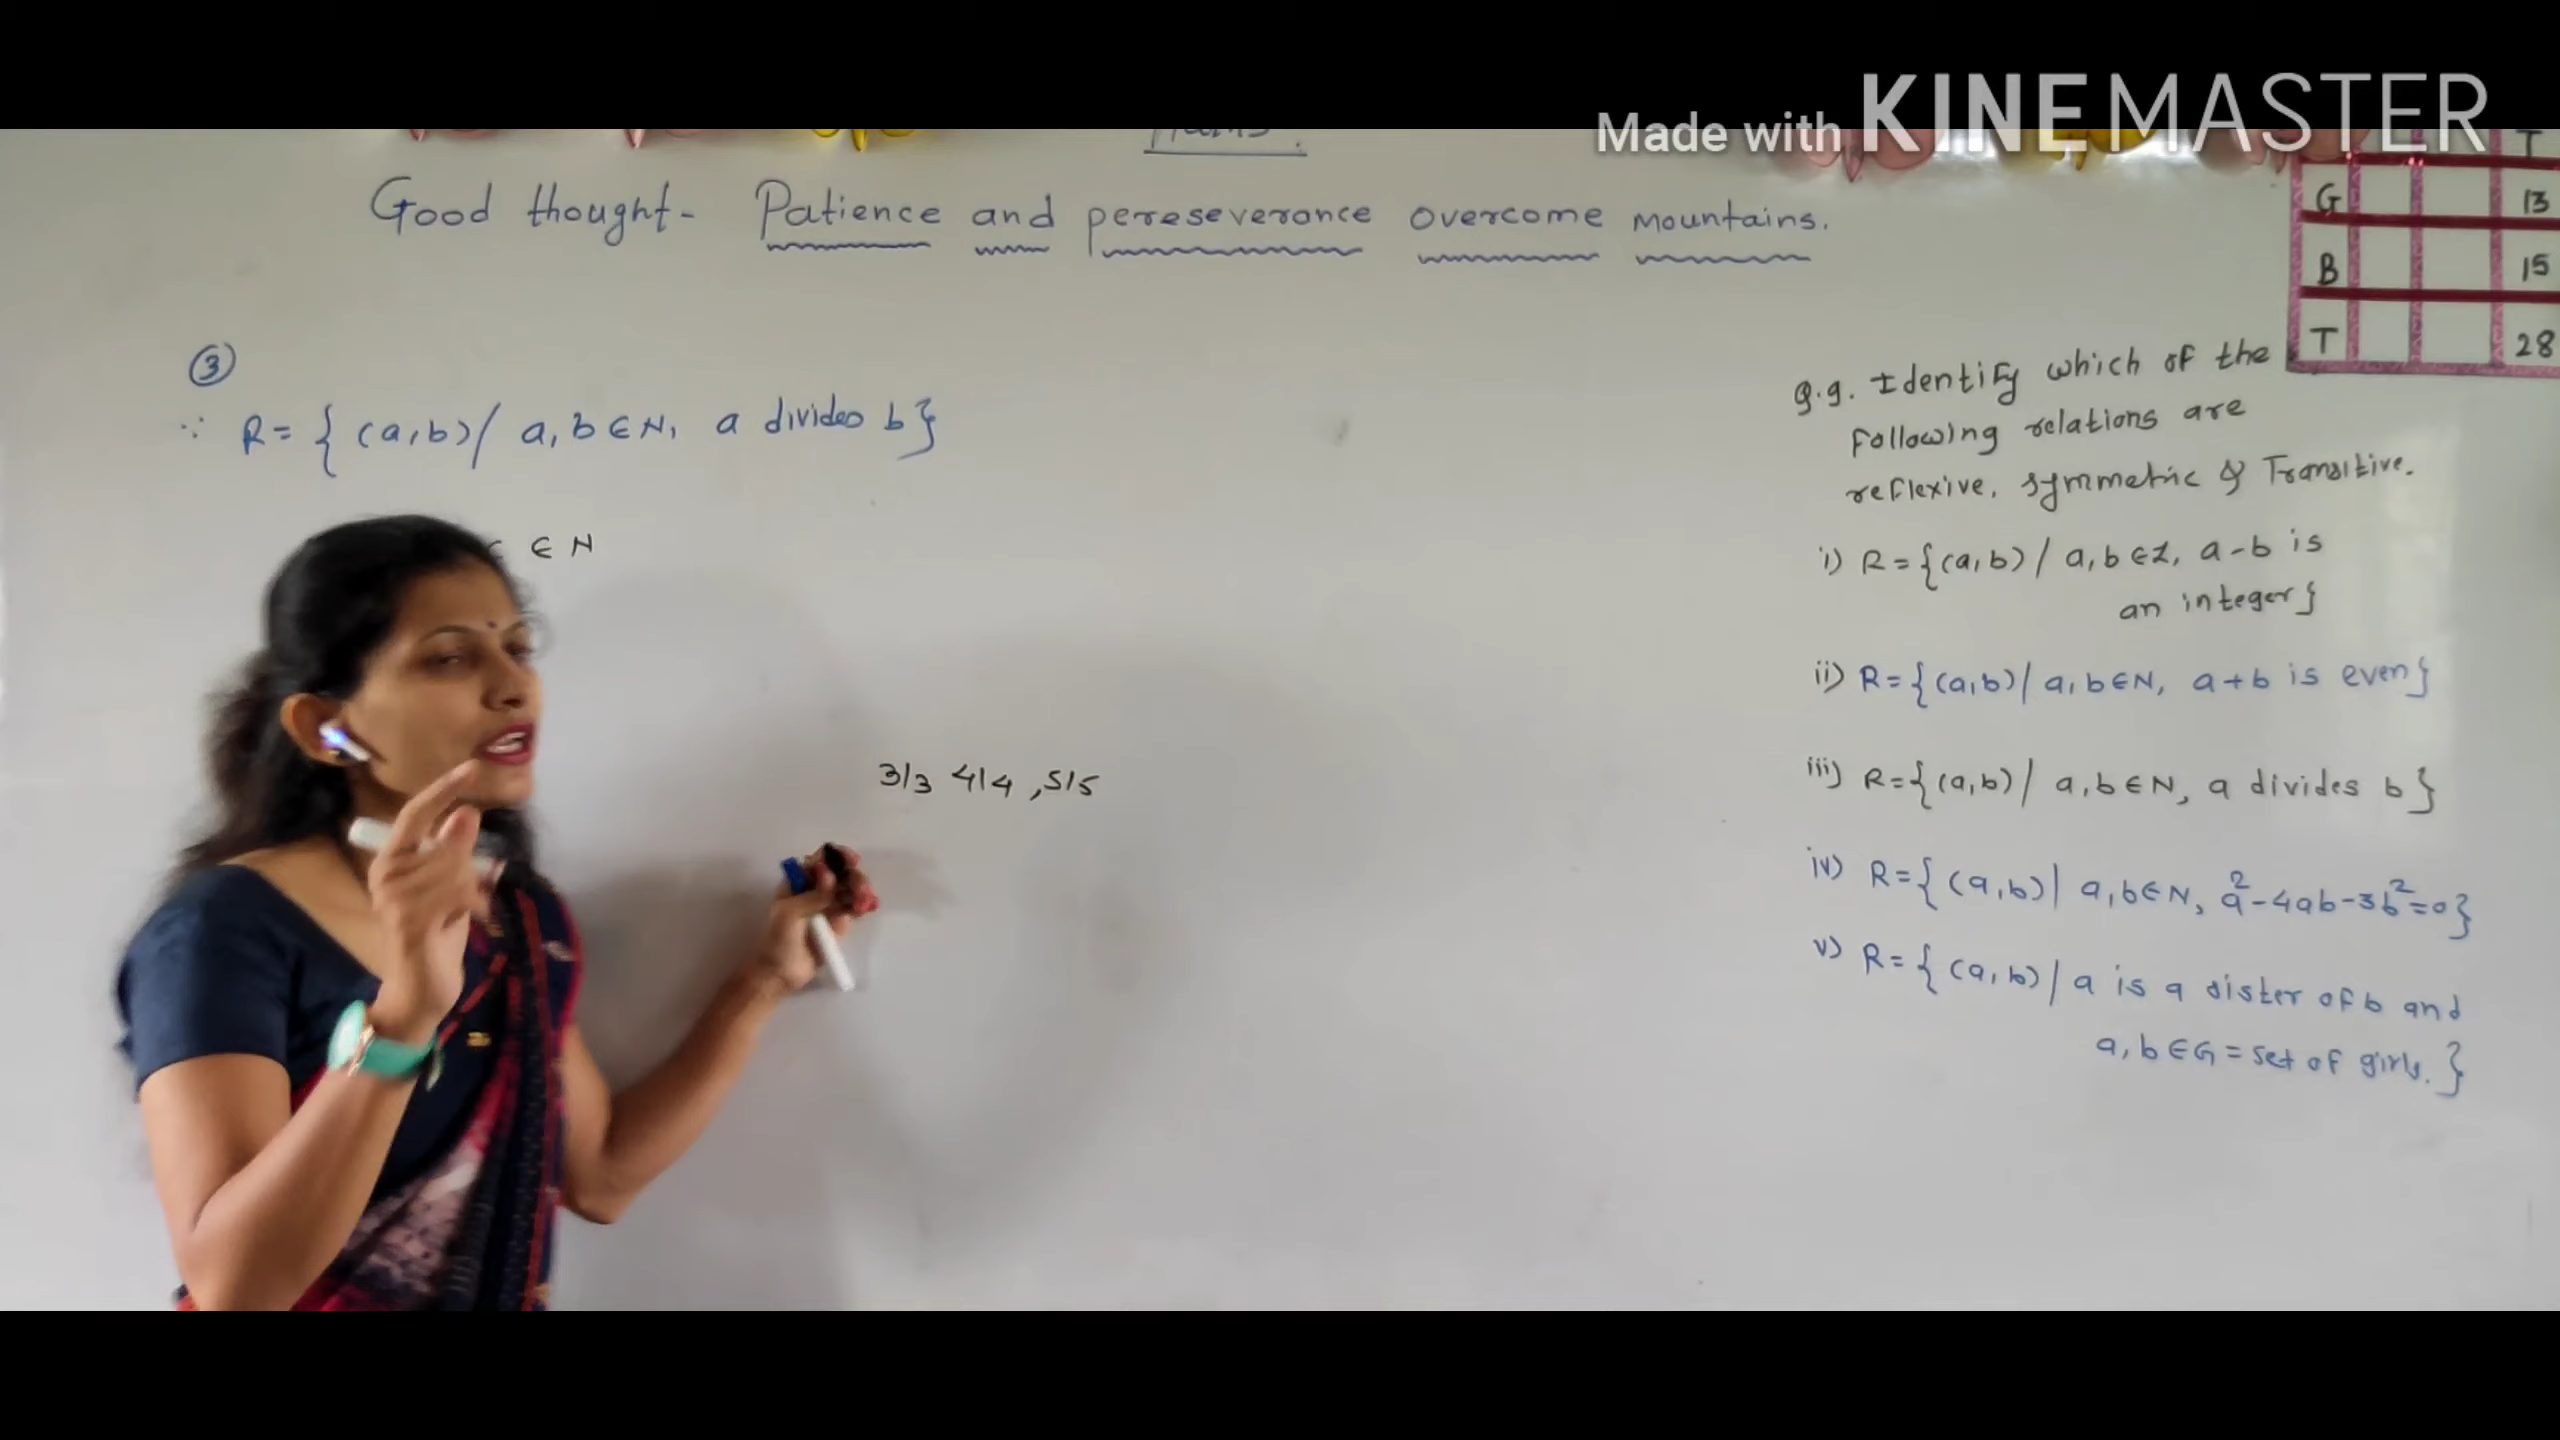 Made with KINEMASTER
Good thought- Patience and pereseverance overcome mountains.
T
G 13
B 15
T 28
③
∵ R = { (a,b) / a, b ∈ N, a divides b }
∈ N
3/3 4/4 , 5/5
Q.9. Identify which of the
following relations are
reflexive, symmetric & Transitive.
i) R = {(a,b) / a, b ∈ Z, a-b is
an integer}
ii) R = {(a,b) / a, b ∈ N, a+b is even}
iii) R = {(a,b) / a, b ∈ N, a divides b}
iv) R = {(a,b) | a, b ∈ N, a²-4ab-3b²=0}
v) R = { (a,b) / a is a sister of b and
a, b ∈ G = set of girls. }